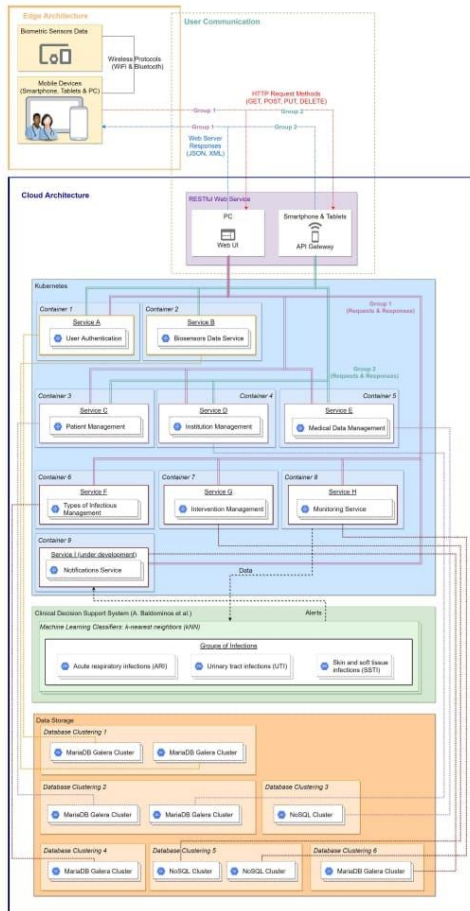 Edge Architecture
User Communication
Biometric Sensors Data
Wireless Protocols
(WiFi & Bluetooth)
Mobile Devices
(Smartphone, Tablets & PC)
HTTP Request Methods
(GET, POST, PUT, DELETE)
Group 1
Group 2
Group 1
Group 2
Web Server
Responses
(JSON, XML)
Cloud Architecture
RESTful Web Service
PC
Web UI
Smartphone & Tablets
API Gateway
Kubernetes
Container 1
Service A
User Authentication
Container 2
Service B
Biosensors Data Service
Group 1
(Requests & Responses)
Group 2
(Requests & Responses)
Container 3
Service C
Patient Management
Container 4
Service D
Institution Management
Container 5
Service E
Medical Data Management
Container 6
Service F
Types of Infectious
Management
Container 7
Service G
Intervention Management
Container 8
Service H
Monitoring Service
Container 9
Service I (under development)
Notifications Service
Data
Alerts
Clinical Decision Support System (A. Baldominos et al.)
Machine Learning Classifiers: k-nearest neighbors (kNN)
Groups of Infections
Acute respiratory infections (ARI)
Urinary tract infections (UTI)
Skin and soft tissue
infections (SSTI)
Data Storage
Database Clustering 1
MariaDB Galera Cluster
MariaDB Galera Cluster
Database Clustering 2
MariaDB Galera Cluster
MariaDB Galera Cluster
Database Clustering 3
NoSQL Cluster
Database Clustering 4
MariaDB Galera Cluster
Database Clustering 5
NoSQL Cluster
NoSQL Cluster
Database Clustering 6
MariaDB Galera Cluster